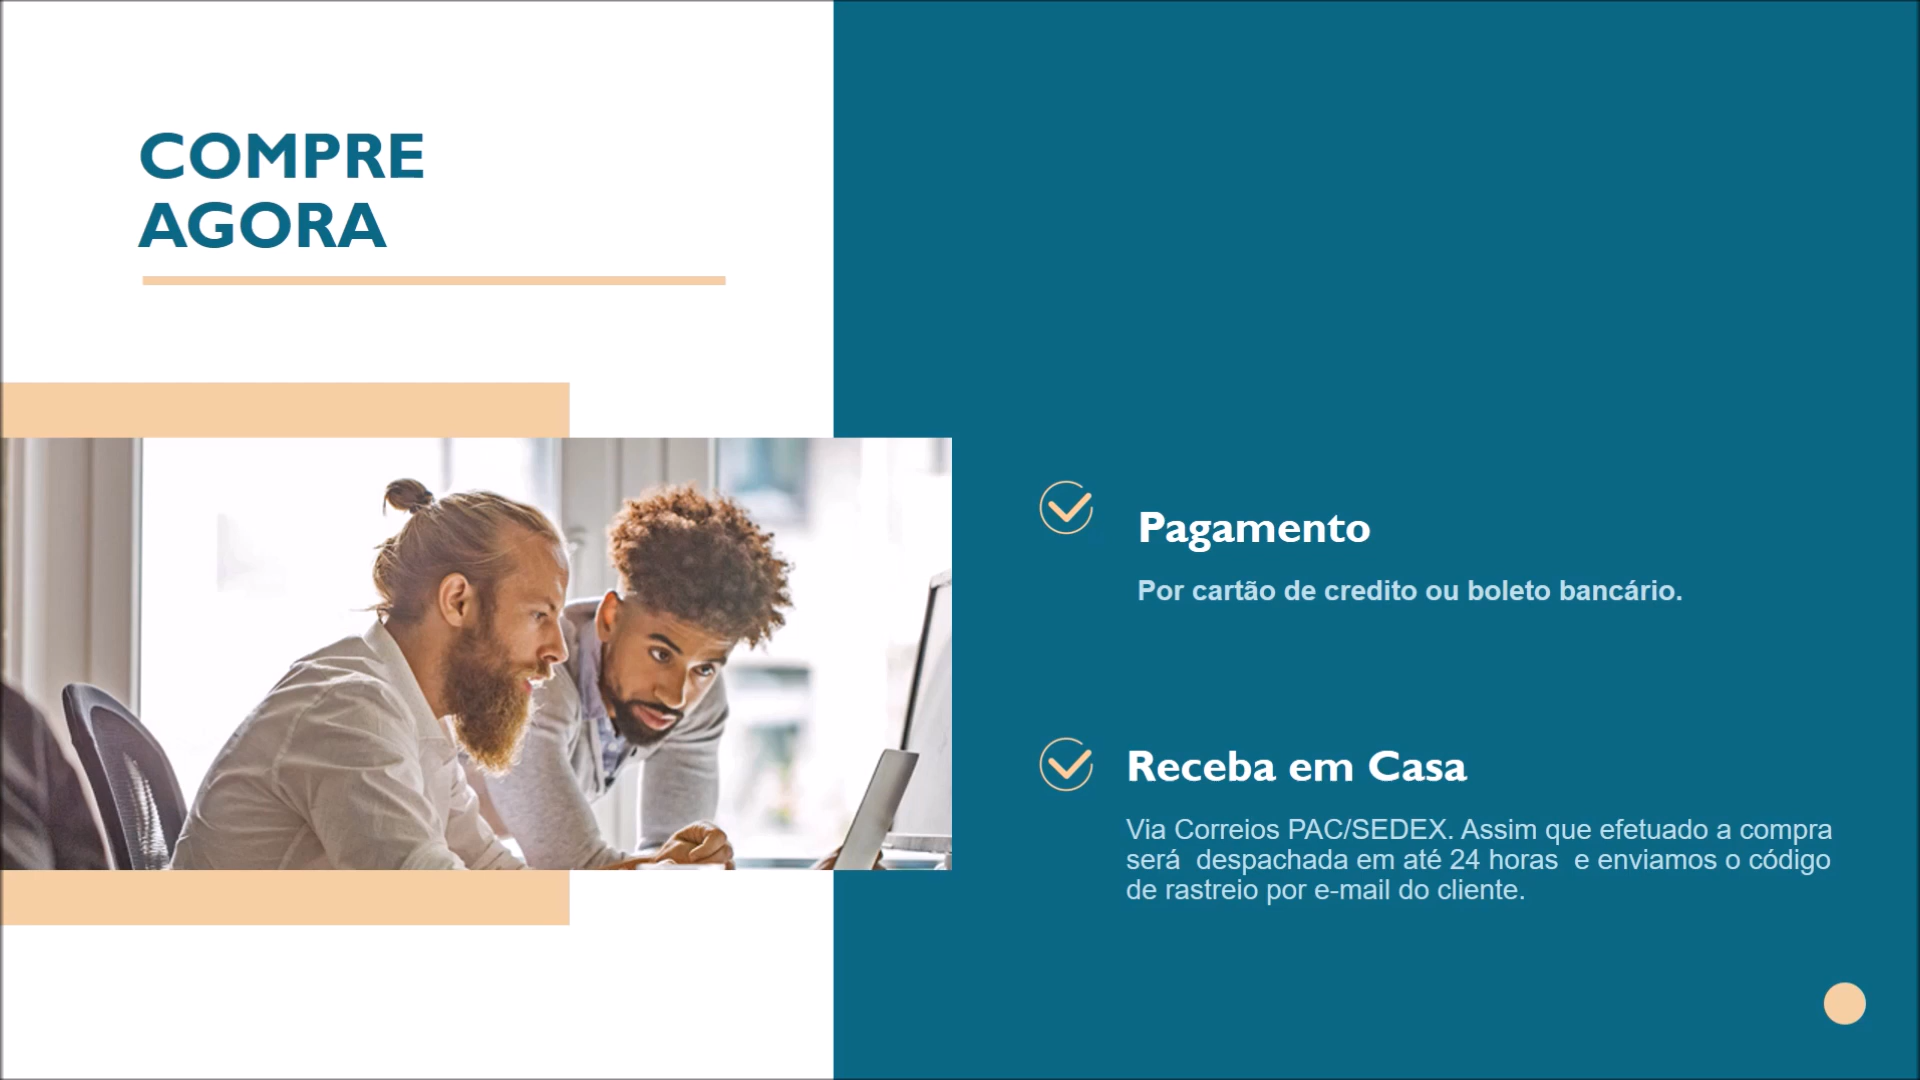 COMPRE
AGORA
Pagamento
Por cartão de credito ou boleto bancário.
Receba em Casa
Via Correios PAC/SEDEX. Assim que efetuado a compra
será  despachada em até 24 horas  e enviamos o código
de rastreio por e-mail do cliente.